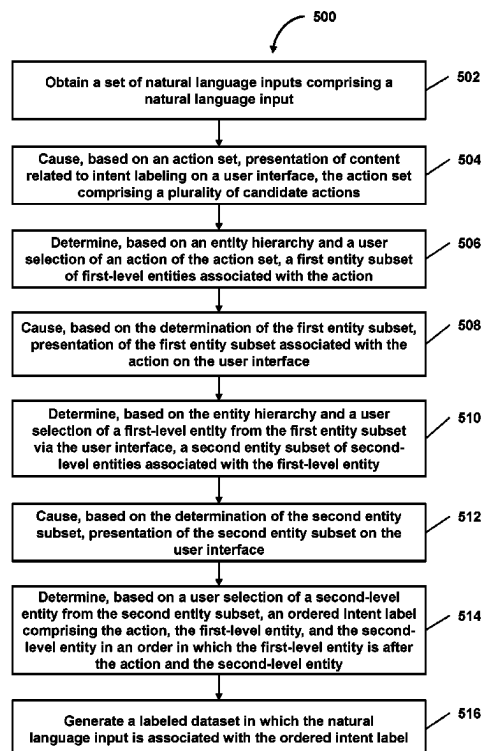 500
Obtain a set of natural language inputs comprising a
natural language input
502
Cause, based on an action set, presentation of content
related to intent labeling on a user interface, the action set
comprising a plurality of candidate actions
504
Determine, based on an entity hierarchy and a user
selection of an action of the action set, a first entity subset
of first-level entities associated with the action
506
Cause, based on the determination of the first entity subset,
presentation of the first entity subset associated with the
action on the user interface
508
Determine, based on the entity hierarchy and a user
selection of a first-level entity from the first entity subset
via the user interface, a second entity subset of second-
level entities associated with the first-level entity
510
Cause, based on the determination of the second entity
subset, presentation of the second entity subset on the
user interface
512
Determine, based on a user selection of a second-level
entity from the second entity subset, an ordered intent label
comprising the action, the first-level entity, and the second-
level entity in an order in which the first-level entity is after
the action and the second-level entity
514
Generate a labeled dataset in which the natural
language input is associated with the ordered intent label
516